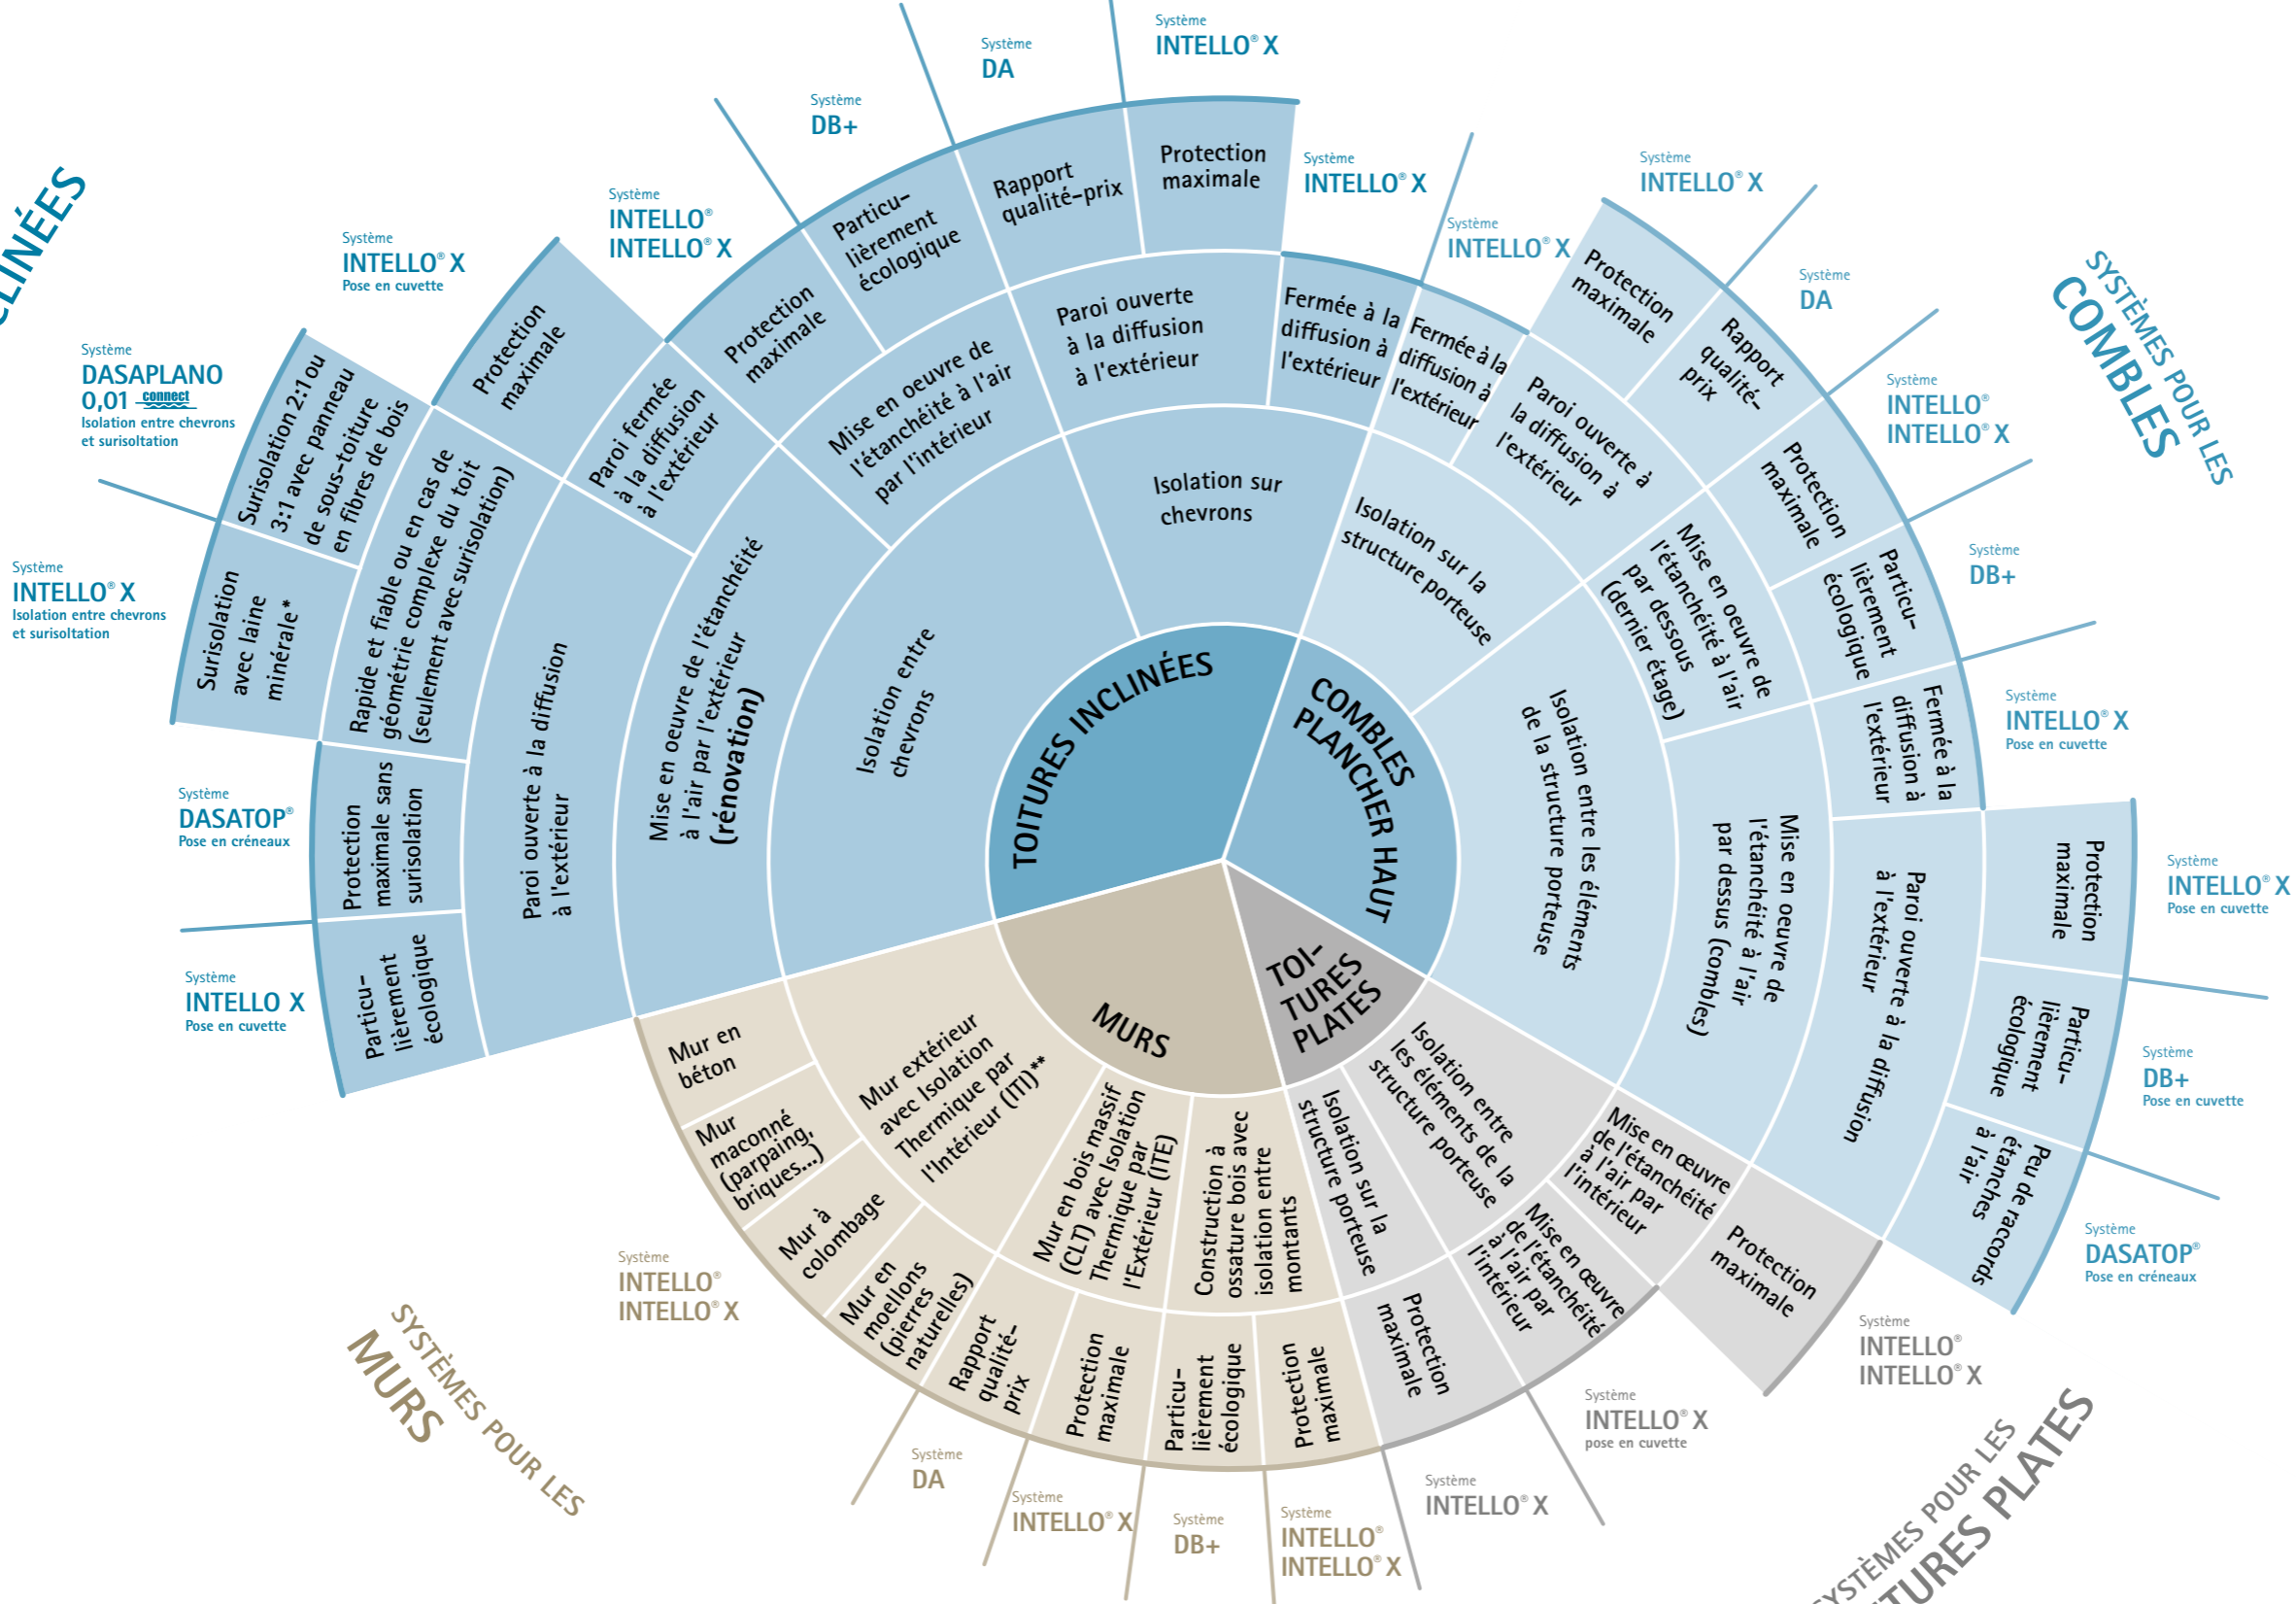 TOITURES INCLINÉES
COMBLES
PLANCHER HAUT
TOI-
TURES
PLATES
MURS
CLINÉES
Système
DASAPLANO
0,01 connect
Isolation entre chevrons
et surisoltation
Système
INTELLO® X
Isolation entre chevrons
et surisoltation
Système
DASATOP®
Pose en créneaux
Système
INTELLO X
Pose en cuvette
Système
INTELLO® X
Pose en cuvette
Système
INTELLO®
INTELLO® X
Système
DB+
Système
DA
Système
INTELLO® X
Système
INTELLO® X
Particu-
lièrement
écologique
Protection
maximale sans
surisolation
Surisolation
avec laine
minérale*
Surisolation 2:1 ou
3:1 avec panneau
de sous-toiture
en fibres de bois
Rapide et fiable ou en cas de
géométrie complexe du toit
(seulement avec surisolation)
Protection
maximale
Paroi ouverte à la diffusion
à l'extérieur
Paroi fermée
à la diffusion
à l'extérieur
Mise en oeuvre de l'étanchéité
à l'air par l'extérieur
(rénovation)
Isolation entre
chevrons
Protection
maximale
Particu-
lièrement
écologique
Mise en oeuvre de
l'étanchéité à l'air
par l'intérieur
Rapport
qualité-prix
Protection
maximale
Paroi ouverte
à la diffusion
à l'extérieur
Fermée à la
diffusion à
l'extérieur
Isolation sur
chevrons
SYSTÈMES POUR LES
COMBLES
Système
INTELLO® X
Système
INTELLO® X
Système
DA
Système
INTELLO®
INTELLO® X
Système
DB+
Système
INTELLO® X
Pose en cuvette
Système
INTELLO® X
Pose en cuvette
Système
DB+
Pose en cuvette
Système
DASATOP®
Pose en créneaux
Fermée à la
diffusion à
l'extérieur
Paroi ouverte à
la diffusion à
l'extérieur
Protection
maximale
Rapport
qualité-
prix
Isolation sur la
structure porteuse
Protection
maximale
Particu-
lièrement
écologique
Mise en oeuvre de
l'étanchéité à l'air
par dessous
(dernier étage)
Isolation entre les éléments
de la structure porteuse
Fermée à la
diffusion à
l'extérieur
Mise en oeuvre de
l'étanchéité à l'air
par dessus (combles)
Paroi ouverte à la diffusion
à l'extérieur
Protection
maximale
Particu-
lièrement
écologique
Peu de raccords
étanches
à l'air
Isolation entre
les éléments de la
structure porteuse
Isolation sur la
structure porteuse
Mise en œuvre
de l'étanchéité
à l'air par
l'intérieur
Mise en œuvre
de l'étanchéité
à l'air par
l'intérieur
Protection
maximale
Protection
maximale
Système
INTELLO®
INTELLO® X
Système
INTELLO® X
pose en cuvette
Système
INTELLO® X
SYSTÈMES POUR LES
TURES PLATES
Mur extérieur
avec Isolation
Thermique par
l'Intérieur (ITI)**
Mur en
béton
Mur
maconné
(parpaing,
briques...)
Mur à
colombage
Mur en
moellons
(pierres
naturelles)
Mur en bois massif
(CLT) avec Isolation
Thermique par
l'Extérieur (ITE)
Construction à
ossature bois avec
isolation entre
montants
Rapport
qualité-
prix
Protection
maximale
Particu-
lièrement
écologique
Protection
maximale
Système
INTELLO®
INTELLO® X
Système
DA
Système
INTELLO® X
Système
DB+
Système
INTELLO®
INTELLO® X
SYSTÈMES POUR LES
MURS